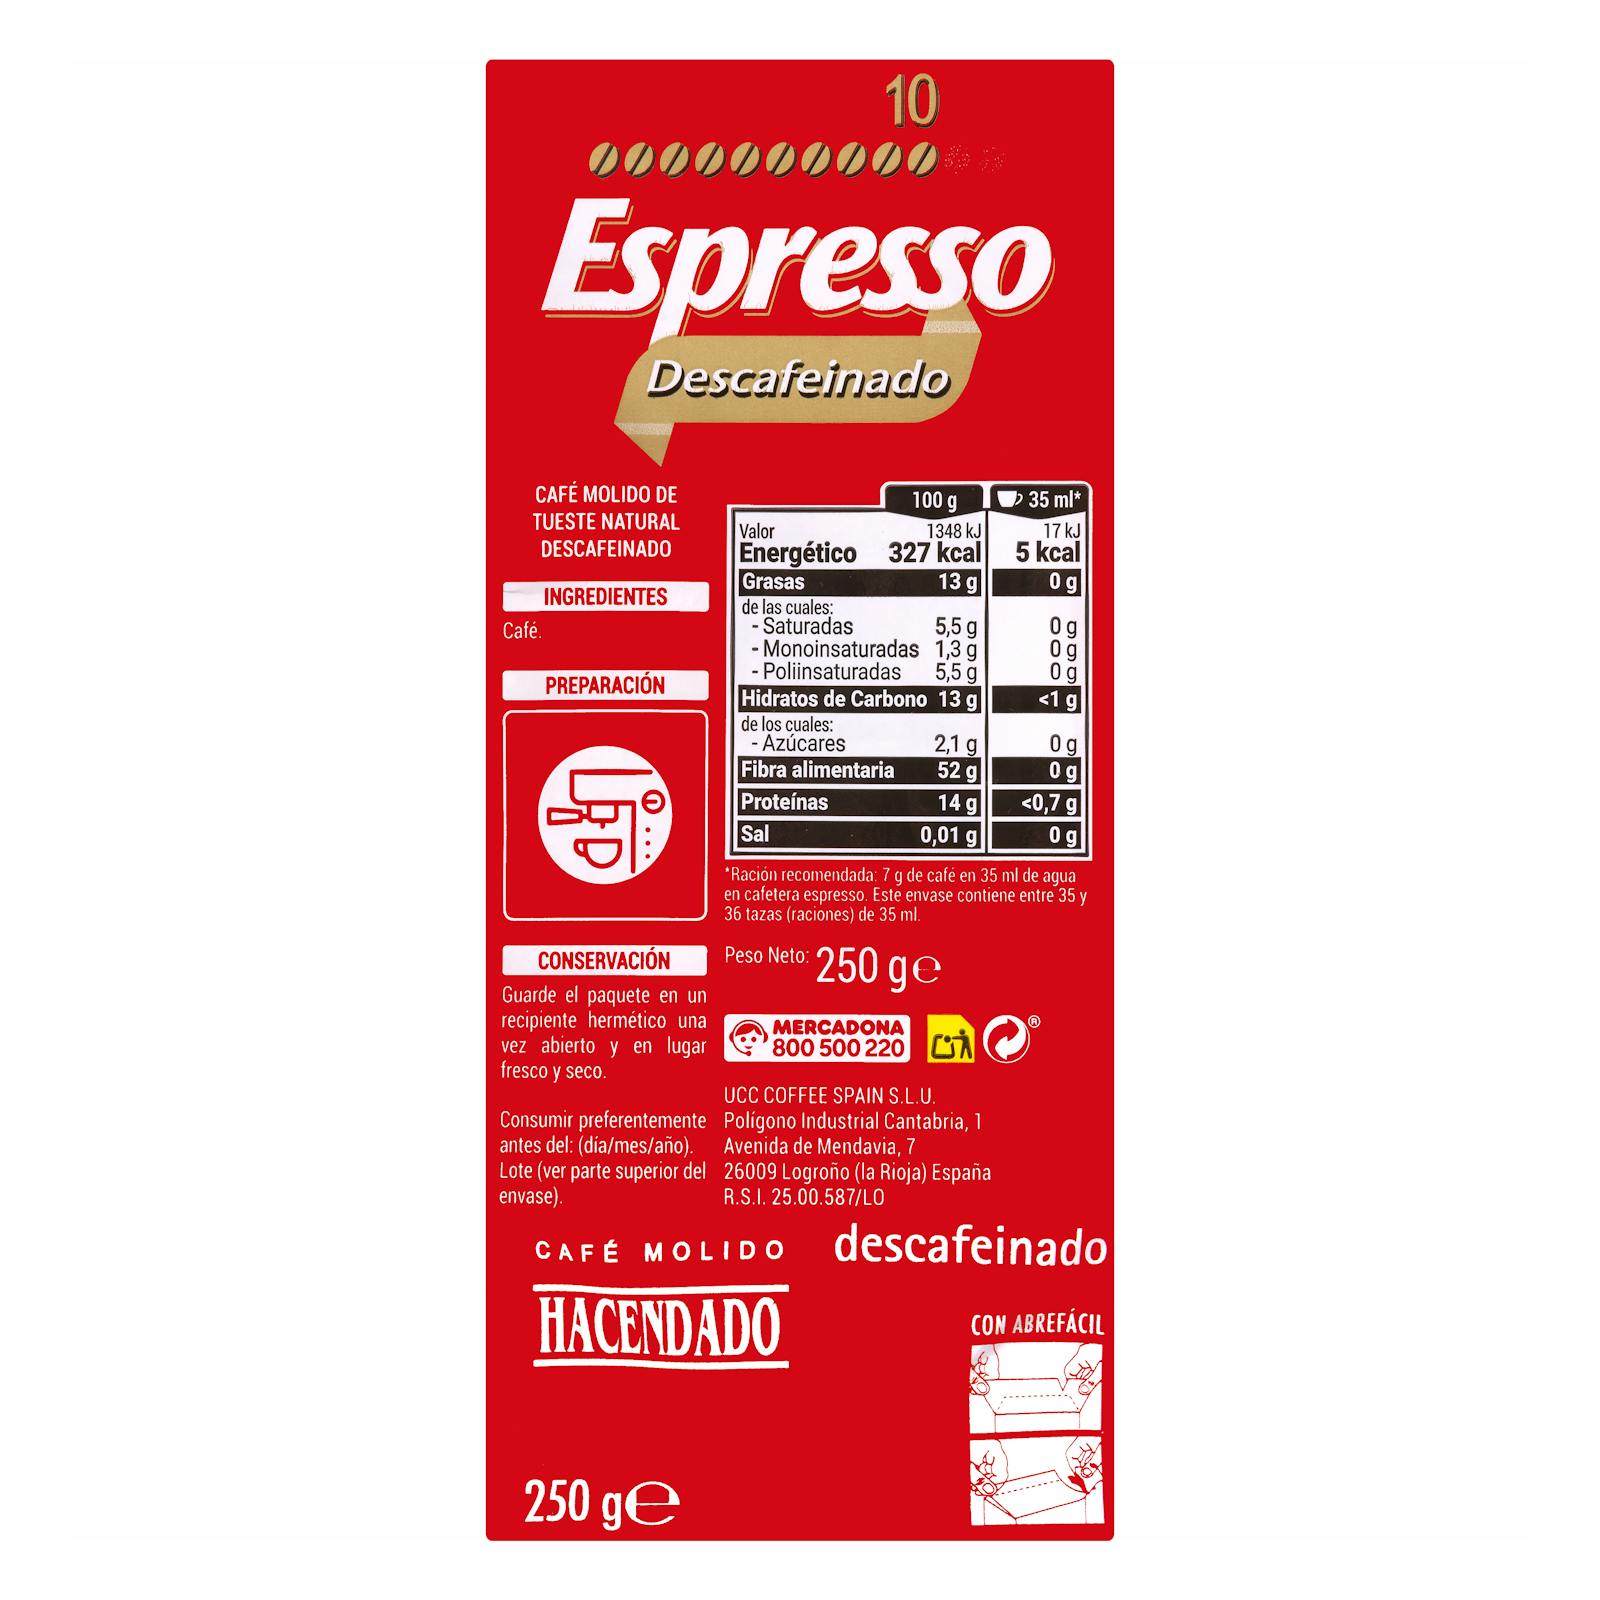 10
Espresso
Descafeinado
CAFÉ MOLIDO DE
TUESTE NATURAL
DESCAFEINADO
INGREDIENTES
Café.
PREPARACIÓN
CONSERVACIÓN
Guarde el paquete en un
recipiente hermético una
vez abierto y en lugar
fresco y seco.
Consumir preferentemente
antes del: (día/mes/año).
Lote (ver parte superior del
envase).
100 g 35 ml*
Valor 1348 kJ 17 kJ
Energético 327 kcal 5 kcal
Grasas 13 g 0 g
de las cuales:
- Saturadas 5,5 g 0 g
- Monoinsaturadas 1,3 g 0 g
- Poliinsaturadas 5,5 g 0 g
Hidratos de Carbono 13 g <1 g
de los cuales:
- Azúcares 2,1 g 0 g
Fibra alimentaria 52 g 0 g
Proteínas 14 g <0,7 g
Sal 0,01 g 0 g
*Ración recomendada: 7 g de café en 35 ml de agua
en cafetera espresso. Este envase contiene entre 35 y
36 tazas (raciones) de 35 ml.
Peso Neto: 250 g ℮
MERCADONA
800 500 220
®
UCC COFFEE SPAIN S.L.U.
Polígono Industrial Cantabria, 1
Avenida de Mendavia, 7
26009 Logroño (la Rioja) España
R.S.I. 25.00.587/LO
CAFÉ MOLIDO
HACENDADO
descafeinado
CON ABREFÁCIL
250 g ℮